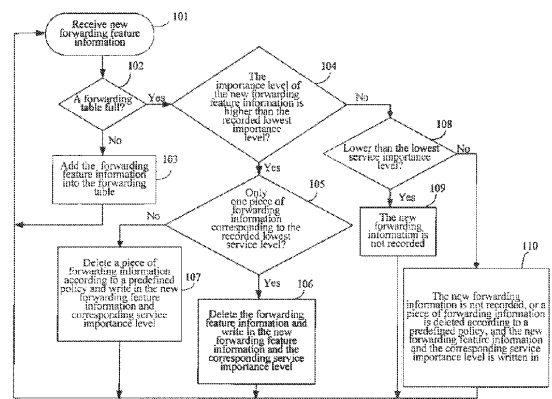 Receive new
forwarding feature
information
101
102
A forwarding
table full?
Yes
No
103
Add the forwarding
feature information
into the forwarding
table
104
The
importance level of
the new forwarding
feature information is
higher than the
recorded lowest
importance
level?
No
Yes
105
Only
one piece of
forwarding
information
corresponding to the
recorded lowest
service level?
No
Yes
106
Delete the forwarding
feature information and
write in the new
forwarding feature
information and the
corresponding service
importance level
107
Delete a piece of
forwarding information
according to a predefined
policy and write in the new
forwarding feature
information and
corresponding service
importance level
108
Lower than the lowest
service importance
level?
No
Yes
109
The new
forwarding
information is
not recorded
110
The new forwarding
information is not recorded, or a
piece of forwarding information
is deleted according to a
predefined policy, and the new
forwarding feature information
and the corresponding service
importance level is written in